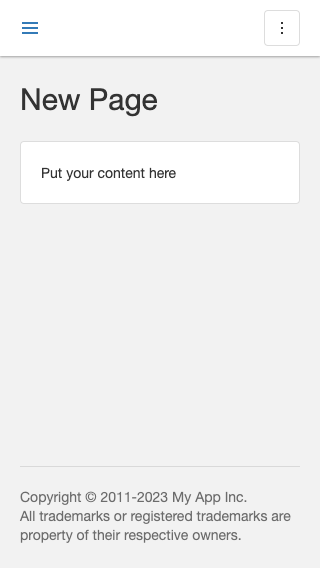 New Page
Put your content here
Copyright © 2011-2023 My App Inc.
All trademarks or registered trademarks are
property of their respective owners.